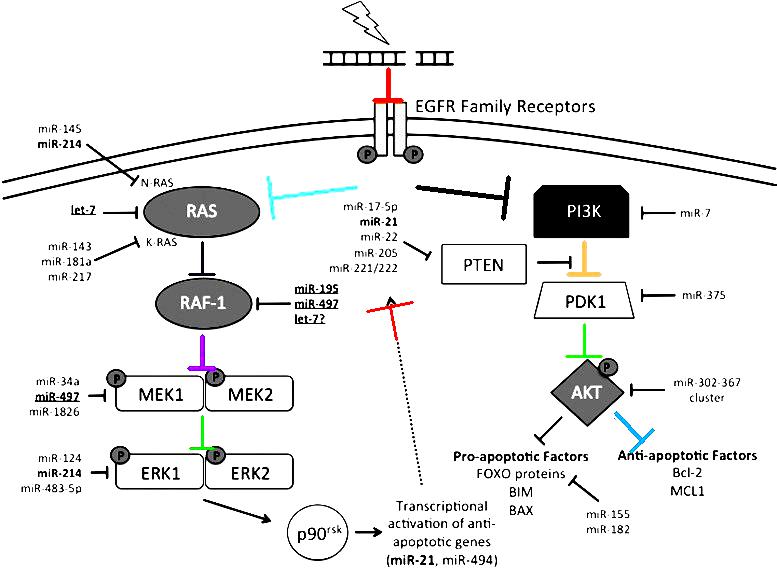 EGFR Family Receptors
P
P
miR-145
miR-214
N-RAS
let-7
RAS
K-RAS
miR-143
miR-181a
miR-217
miR-17-5p
miR-21
miR-22
miR-205
miR-221/222
PTEN
PI3K
miR-7
PDK1
miR-375
RAF-1
miR-195
miR-497
let-7?
P
P
MEK1
MEK2
miR-34a
miR-497
miR-1826
P
AKT
miR-302-367
cluster
P
P
ERK1
ERK2
miR-124
miR-214
miR-483-5p
Pro-apoptotic Factors
FOXO proteins
BIM
BAX
Anti-apoptotic Factors
Bcl-2
MCL1
miR-155
miR-182
p90rsk
Transcriptional
activation of anti-
apoptotic genes
(miR-21, miR-494)